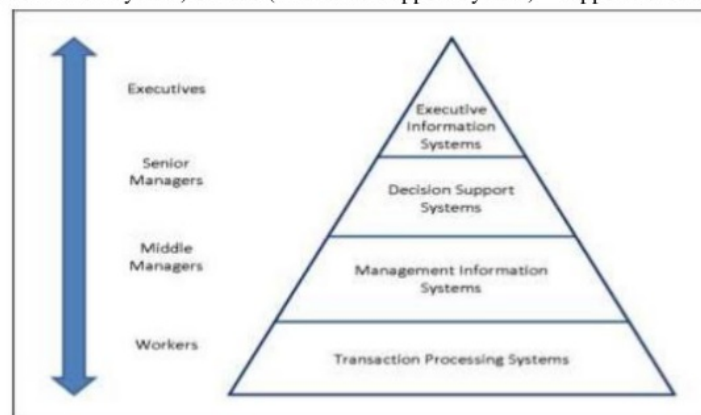 Executives
Executive
Information
Systems
Senior
Managers
Decision Support
Systems
Middle
Managers
Management Information
Systems
Workers
Transaction Processing Systems